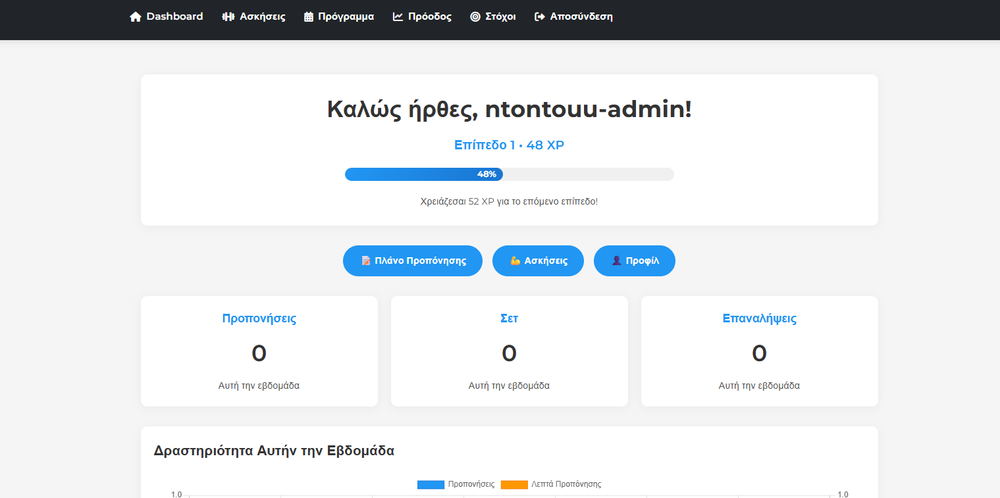 Dashboard Ασκήσεις Πρόγραμμα Πρόοδος Στόχοι Αποσύνδεση
Καλώς ήρθες, ntontouu-admin!
Επίπεδο 1 • 48 XP
48%
Χρειάζεσαι 52 XP για το επόμενο επίπεδο!
Πλάνο Προπόνησης Ασκήσεις Προφίλ
Προπονήσεις Σετ Επαναλήψεις
0 0 0
Αυτή την εβδομάδα Αυτή την εβδομάδα Αυτή την εβδομάδα
Δραστηριότητα Αυτήν την Εβδομάδα
Προπονήσεις Λεπτά Προπόνησης
1.0 1.0